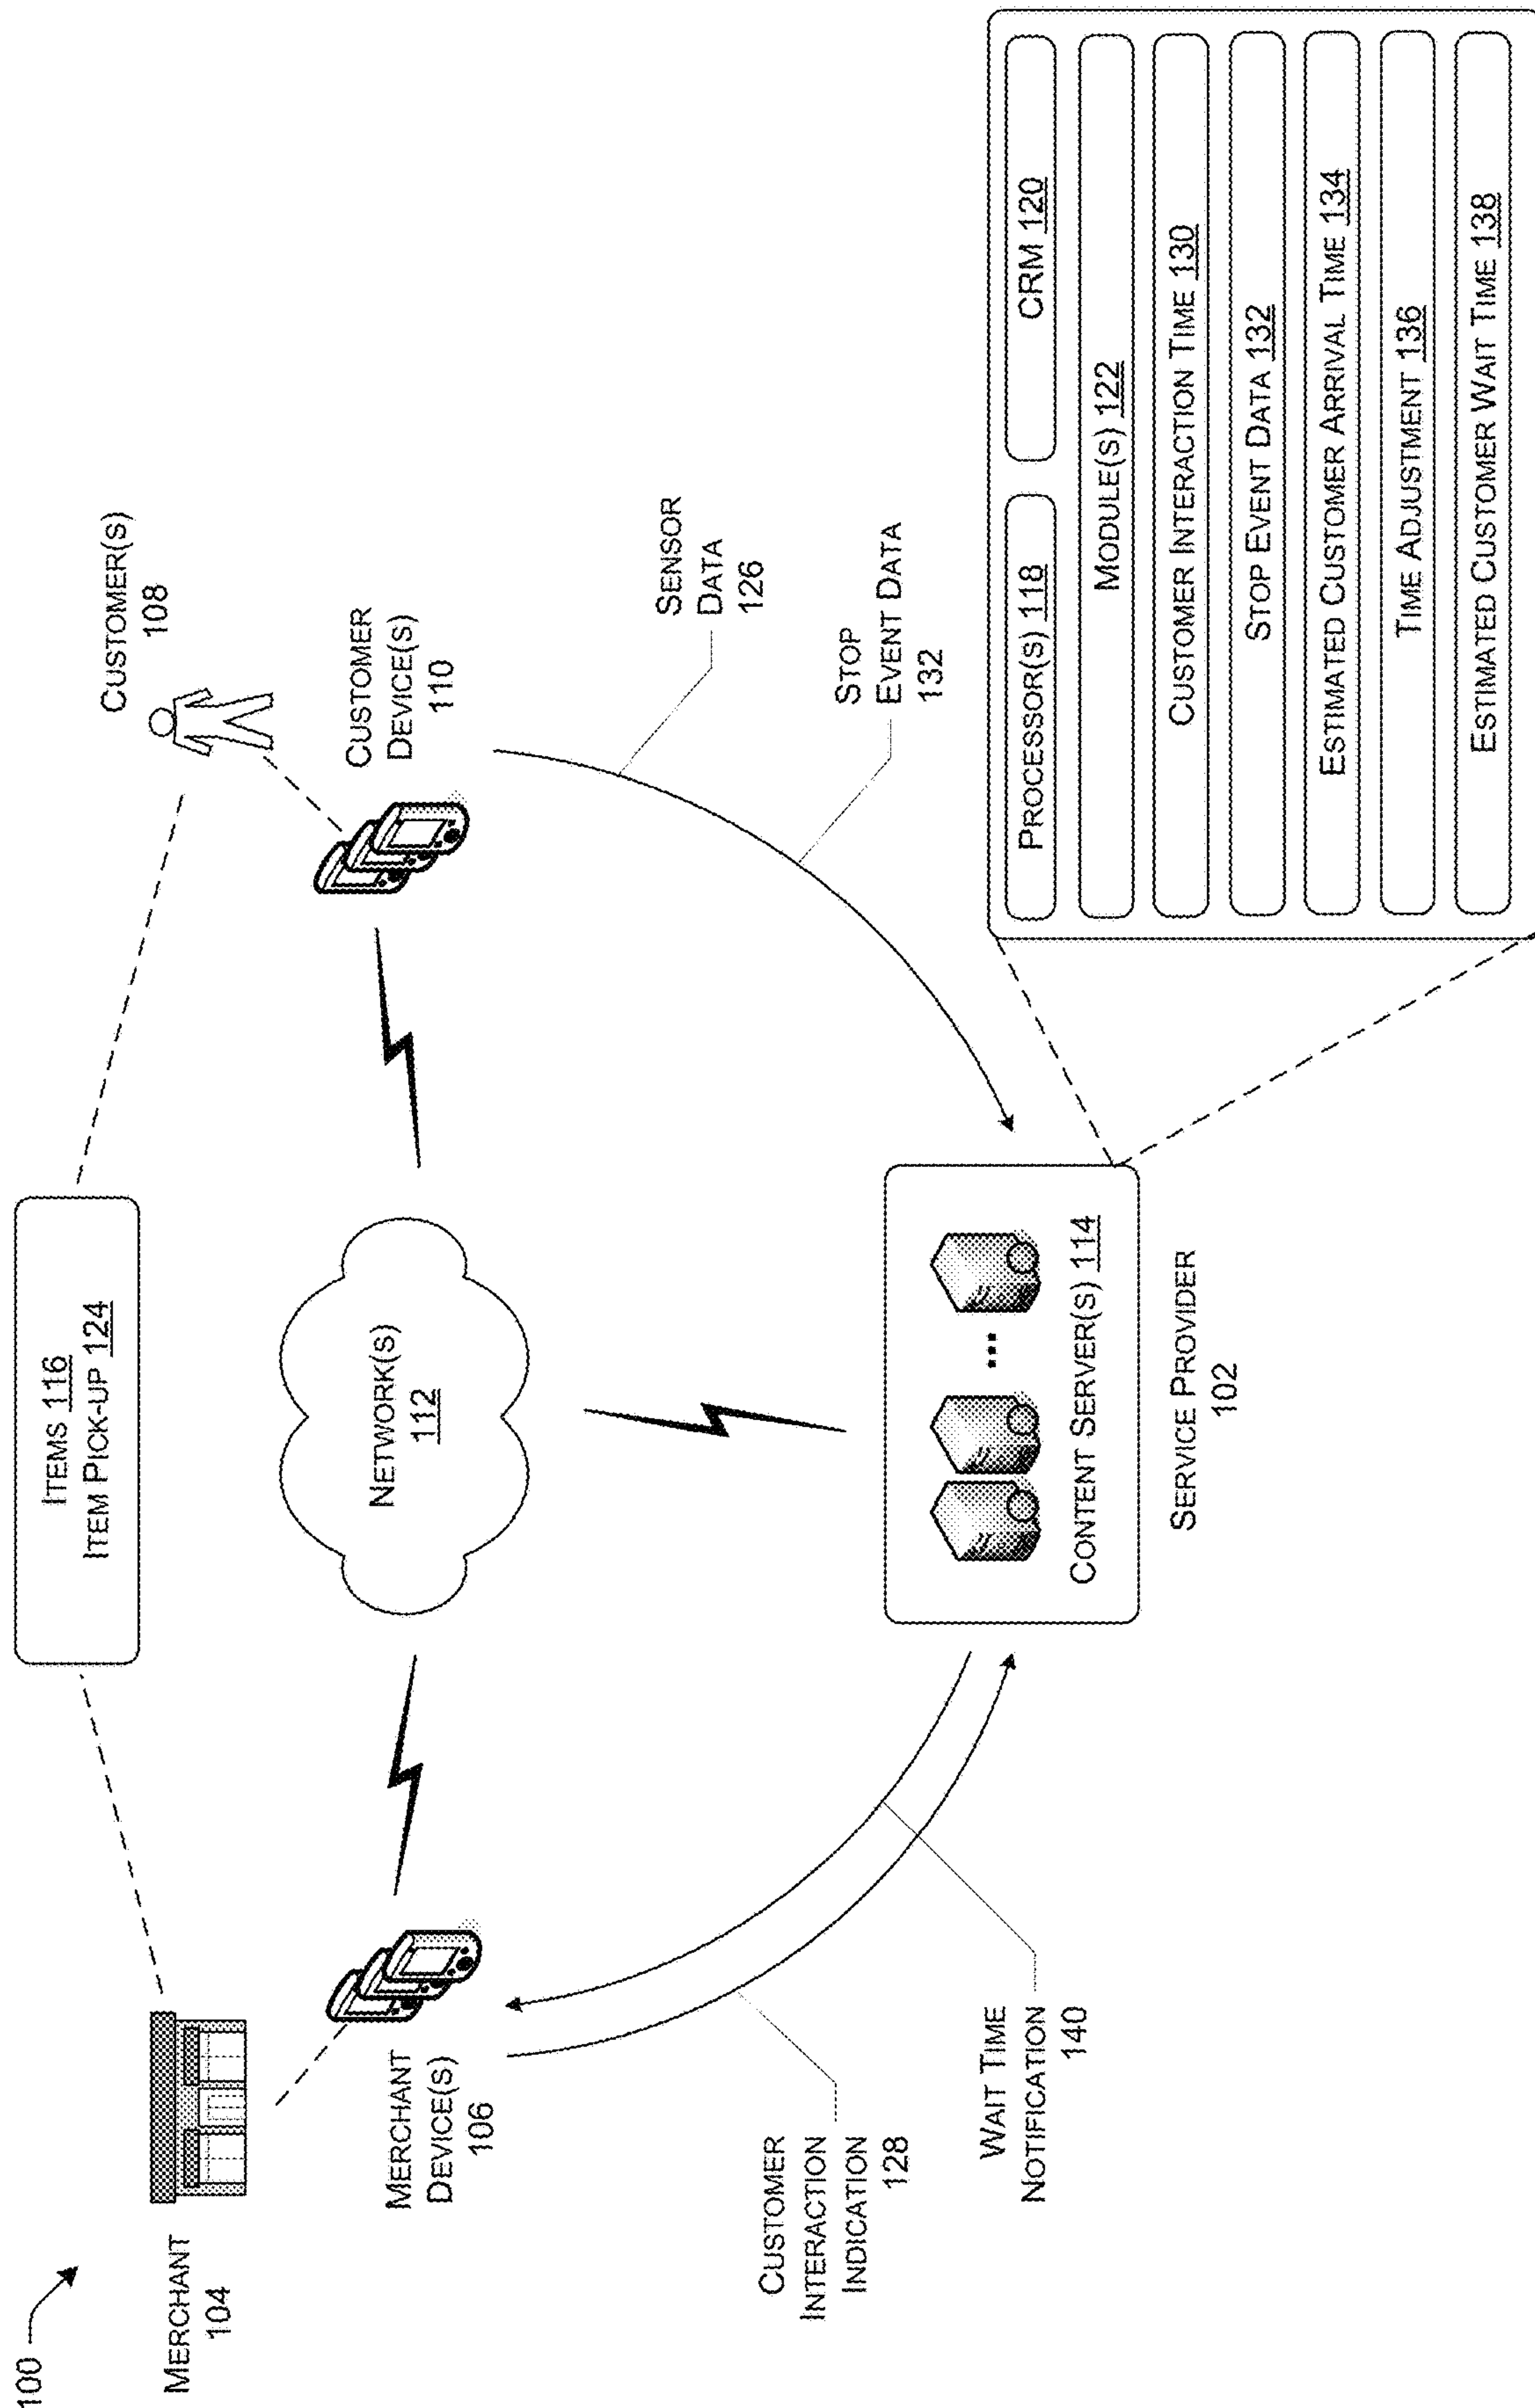 100
MERCHANT
104
ITEMS 116
ITEM PICK-UP 124
CUSTOMER(S)
108
MERCHANT
DEVICE(S)
106
NETWORK(S)
112
CUSTOMER
DEVICE(S)
110
CUSTOMER
INTERACTION
INDICATION
128
WAIT TIME
NOTIFICATION
140
SENSOR
DATA
126
STOP
EVENT DATA
132
CONTENT SERVER(S) 114
SERVICE PROVIDER
102
PROCESSOR(S) 118
CRM 120
MODULE(S) 122
CUSTOMER INTERACTION TIME 130
STOP EVENT DATA 132
ESTIMATED CUSTOMER ARRIVAL TIME 134
TIME ADJUSTMENT 136
ESTIMATED CUSTOMER WAIT TIME 138